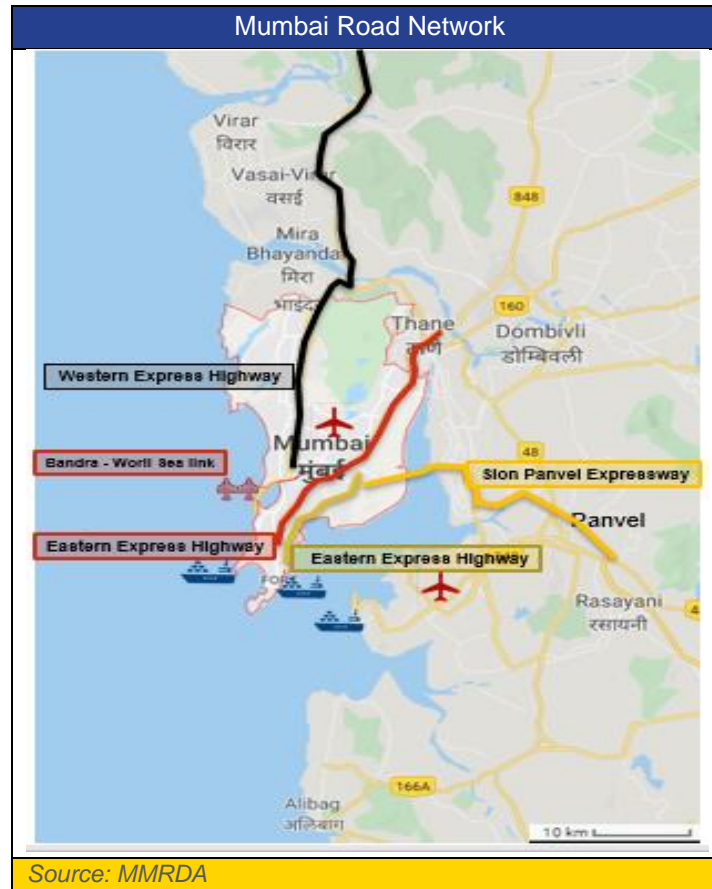 Mumbai Road Network
Virar
विरार
Vasai-Virar
वसई
848
Mira
Bhayandar
मिरा
भाईंदर
160
Thane
ठाणे
Dombivli
डोम्बिवली
Western Express Highway
Mumbai
मुंबई
48
Bandra - Worli Sea link
Sion Panvel Expressway
Panvel
Eastern Express Highway
Eastern Express Highway
Rasayani
रसायनी
166A
Alibag
अलिबाग
10 km
Source: MMRDA